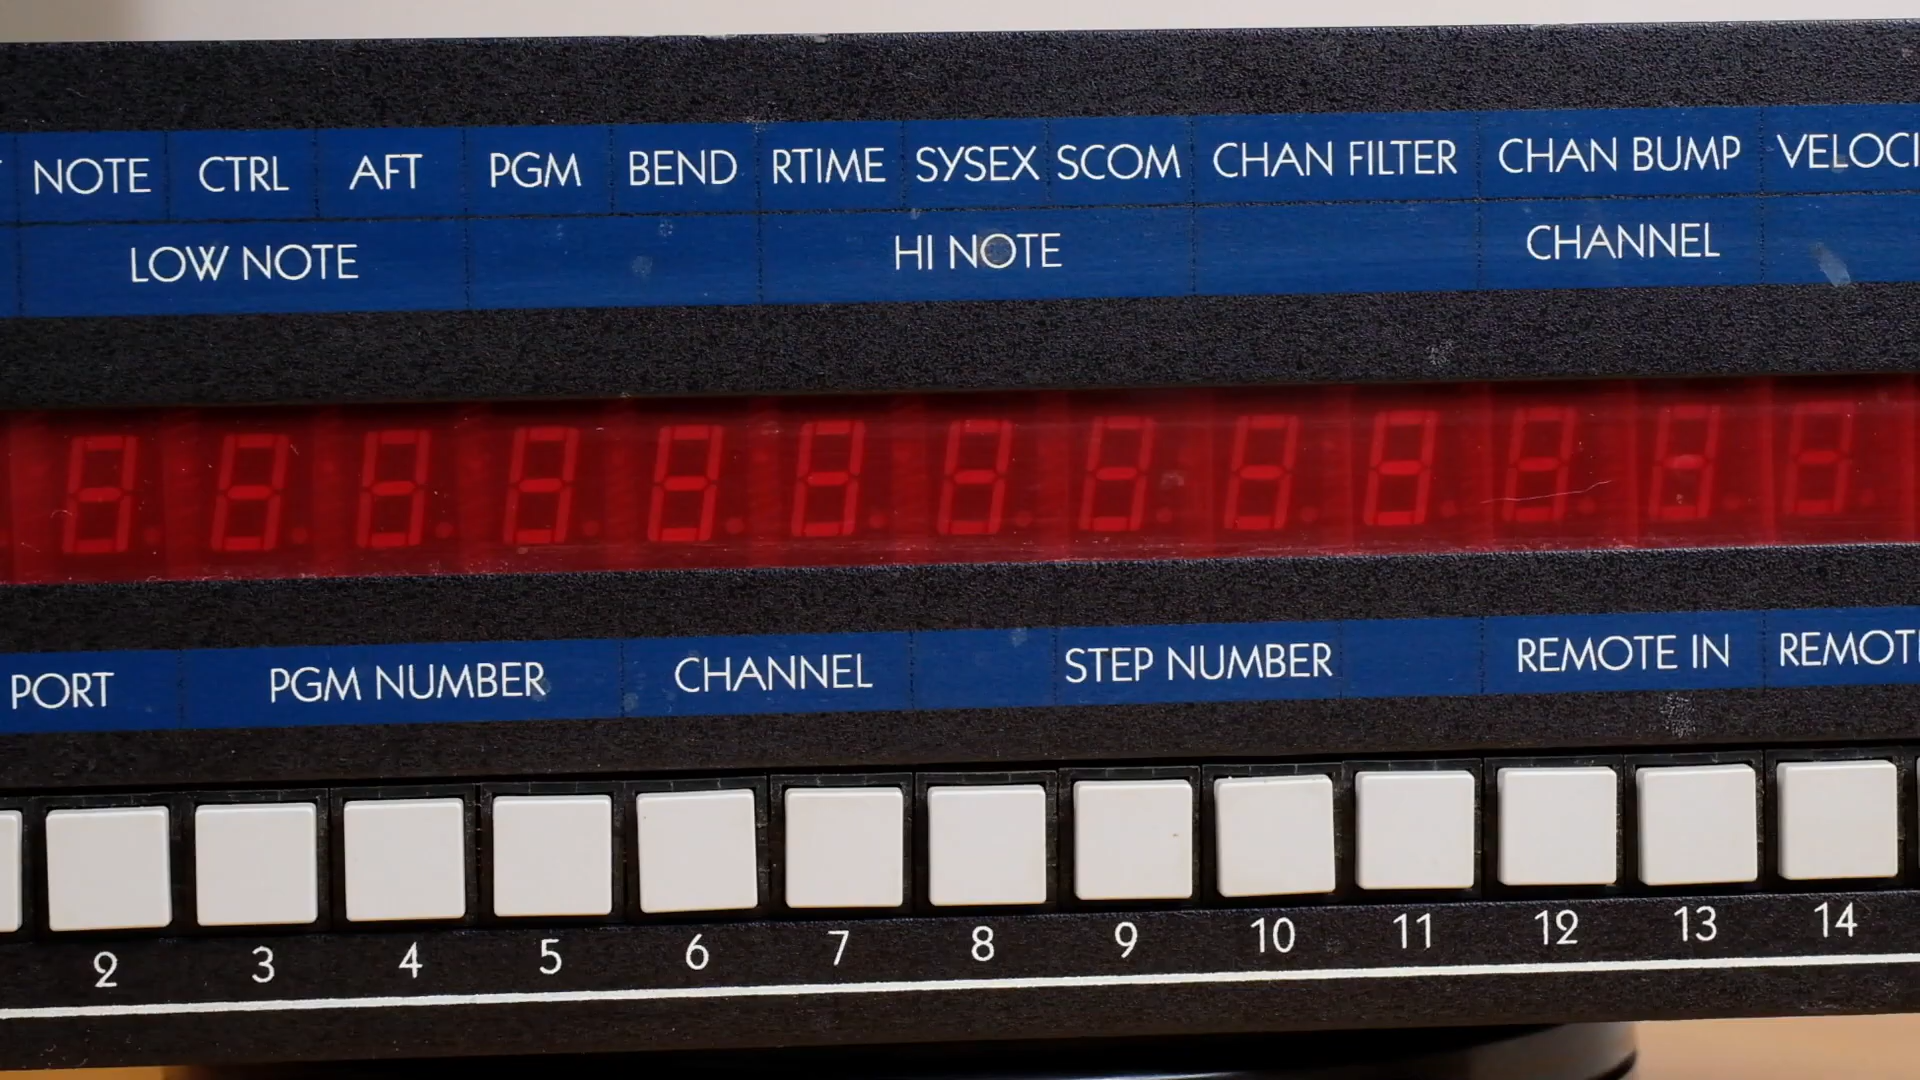 NOTE CTRL AFT PGM BEND RTIME SYSEX SCOM CHAN FILTER CHAN BUMP VELOCI
LOW NOTE HI NOTE CHANNEL
PORT PGM NUMBER CHANNEL STEP NUMBER REMOTE IN REMOTE
2 3 4 5 6 7 8 9 10 11 12 13 14